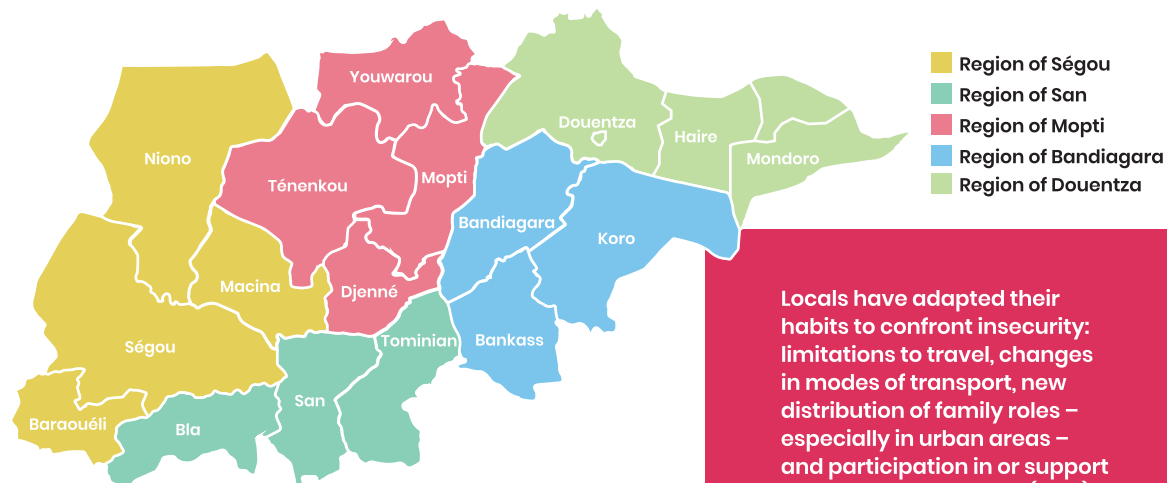 Youwarou
Douentza
Haire
Mondoro
Niono
Ténenkou
Mopti
Bandiagara
Koro
Macina
Djenné
Ségou
Tominian
Bankass
San
Baraouéli
Bla
Region of Ségou
Region of San
Region of Mopti
Region of Bandiagara
Region of Douentza
Locals have adapted their
habits to confront insecurity:
limitations to travel, changes
in modes of transport, new
distribution of family roles –
especially in urban areas –
and participation in or support